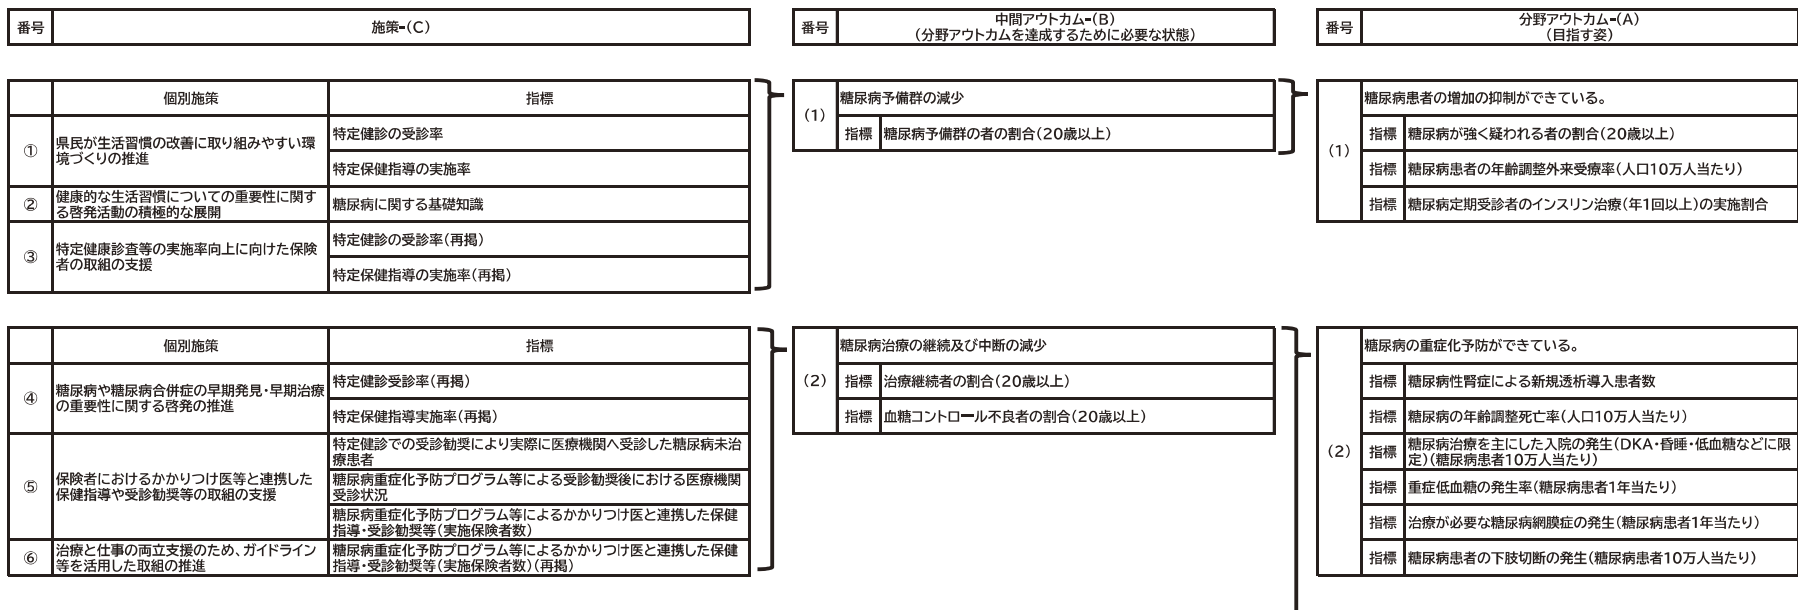 番号
施策-(C)
番号
中間アウトカム-(B)
(分野アウトカムを達成するために必要な状態)
番号
分野アウトカム-(A)
(目指す姿)
個別施策
指標
①
県民が生活習慣の改善に取り組みやすい環
境づくりの推進
特定健診の受診率
特定保健指導の実施率
②
健康的な生活習慣についての重要性に関す
る啓発活動の積極的な展開
糖尿病に関する基礎知識
③
特定健康診査等の実施率向上に向けた保険
者の取組の支援
特定健診の受診率(再掲)
特定保健指導の実施率(再掲)
(1)
糖尿病予備群の減少
指標
糖尿病予備群の者の割合(20歳以上)
(1)
糖尿病患者の増加の抑制ができている。
指標
糖尿病が強く疑われる者の割合(20歳以上)
指標
糖尿病患者の年齢調整外来受療率(人口10万人当たり)
指標
糖尿病定期受診者のインスリン治療(年1回以上)の実施割合
個別施策
指標
④
糖尿病や糖尿病合併症の早期発見・早期治療
の重要性に関する啓発の推進
特定健診受診率(再掲)
特定保健指導実施率(再掲)
⑤
保険者におけるかかりつけ医等と連携した
保健指導や受診勧奨等の取組の支援
特定健診での受診勧奨により実際に医療機関へ受診した糖尿病未治
療患者
糖尿病重症化予防プログラム等による受診勧奨後における医療機関
受診状況
糖尿病重症化予防プログラム等によるかかりつけ医と連携した保健
指導・受診勧奨等(実施保険者数)
⑥
治療と仕事の両立支援のため、ガイドライン
等を活用した取組の推進
糖尿病重症化予防プログラム等によるかかりつけ医と連携した保健
指導・受診勧奨等(実施保険者数)(再掲)
(2)
糖尿病治療の継続及び中断の減少
指標
治療継続者の割合(20歳以上)
指標
血糖コントロール不良者の割合(20歳以上)
(2)
糖尿病の重症化予防ができている。
指標
糖尿病性腎症による新規透析導入患者数
指標
糖尿病の年齢調整死亡率(人口10万人当たり)
指標
糖尿病治療を主にした入院の発生(DKA・昏睡・低血糖などに限
定)(糖尿病患者10万人当たり)
指標
重症低血糖の発生率(糖尿病患者1年当たり)
指標
治療が必要な糖尿病網膜症の発生(糖尿病患者1年当たり)
指標
糖尿病患者の下肢切断の発生(糖尿病患者10万人当たり)